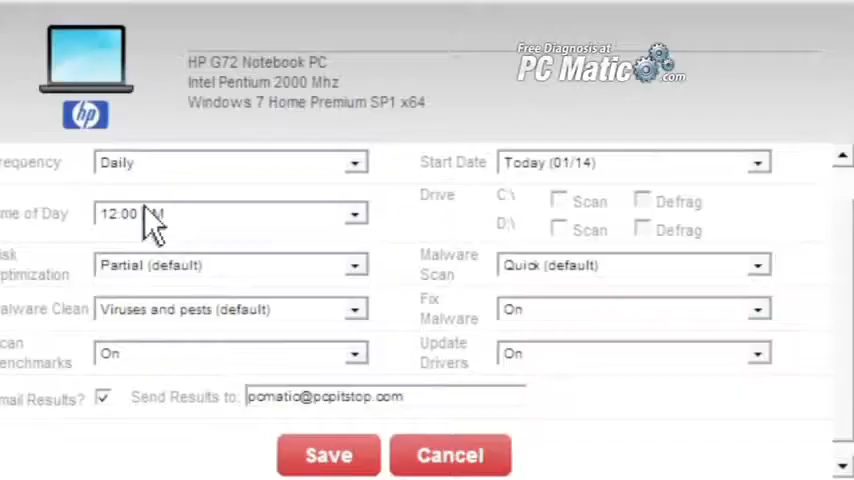 HP G72 Notebook PC
Intel Pentium 2000 Mhz
Windows 7 Home Premium SP1 x64
Free Diagnosis at
PC Matic.com
hp
requency Daily Start Date Today (01/14)
me of Day 12:00 M Drive C:\ Scan Defrag
D:\ Scan Defrag
isk Optimization Partial (default) Malware Scan Quick (default)
alware Clean Viruses and pests (default) Fix Malware On
can enchmarks On Update Drivers On
mail Results? Send Results to: pcmatic@pcpitstop.com
Save Cancel